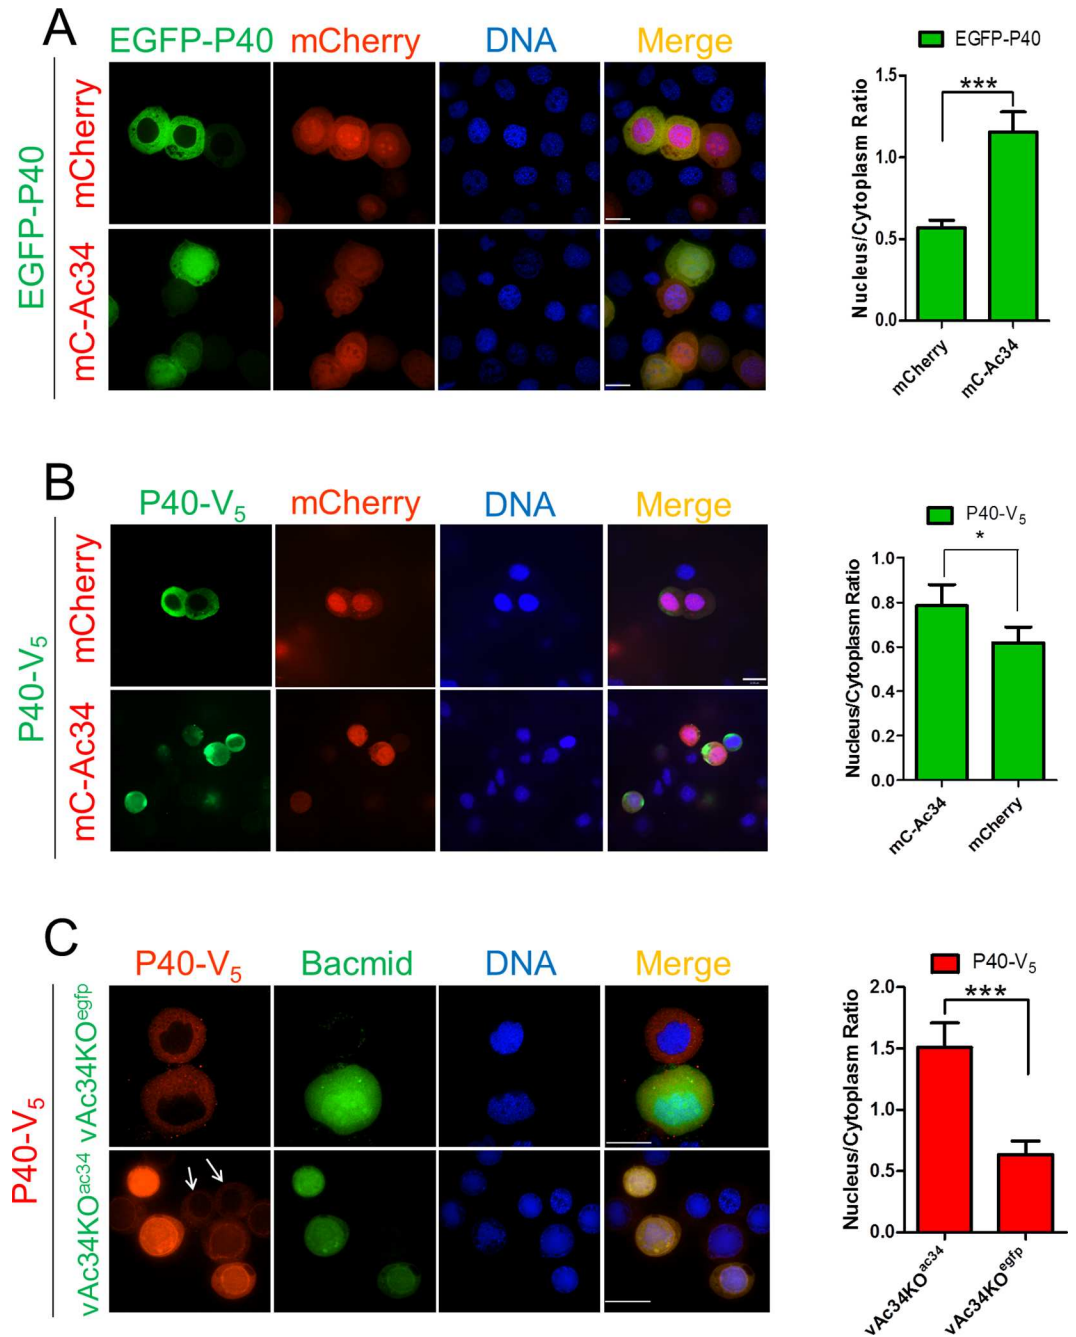 A
EGFP-P40 mCherry DNA Merge
EGFP-P40
mCherry
mC-Ac34
EGFP-P40
Nucleus/Cytoplasm Ratio
1.5
***
1.0
0.5
0.0
mCherry
mC-Ac34
B
P40-V5 mCherry DNA Merge
P40-V5
mCherry
mC-Ac34
P40-V5
Nucleus/Cytoplasm Ratio
*
1.0
0.8
0.6
0.4
0.2
0.0
mC-Ac34
mCherry
C
P40-V5 Bacmid DNA Merge
P40-V5
vAc34KOegfp
vAc34KOac34
P40-V5
Nucleus/Cytoplasm Ratio
2.0
***
1.5
1.0
0.5
0.0
vAc34KOac34
vAc34KOegfp